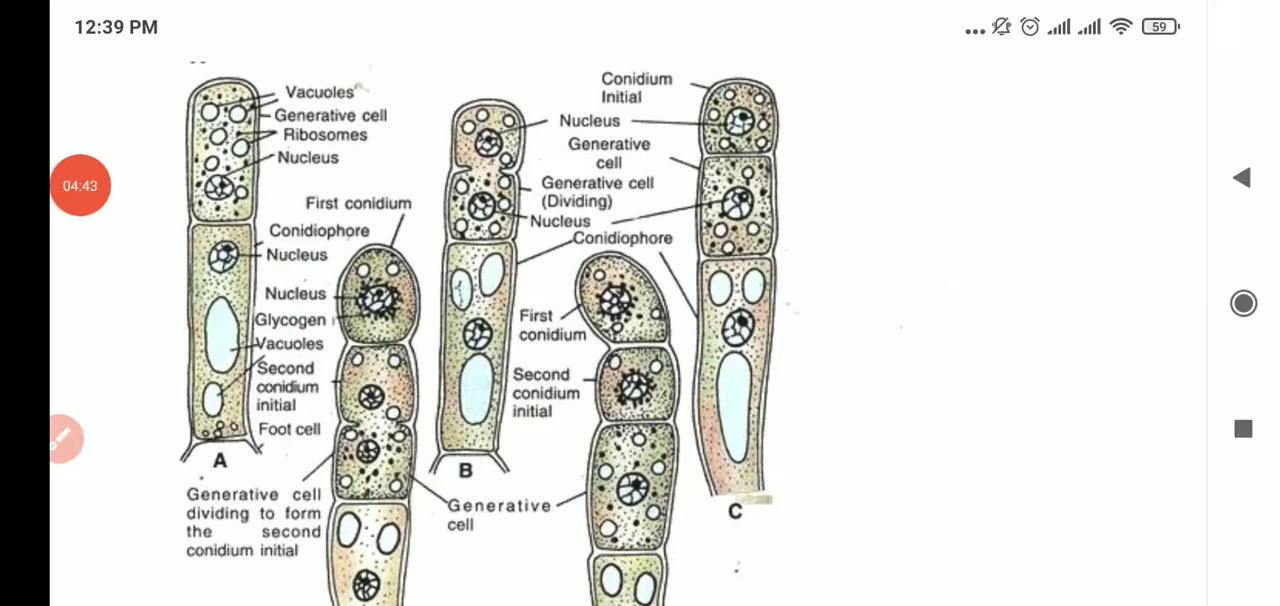 12:39 PM
59
04:43
Vacuoles
Generative cell
Ribosomes
Nucleus
First conidium
Conidiophore
Nucleus
Nucleus
Glycogen
Vacuoles
Second
conidium
initial
Foot cell
A
Generative cell
dividing to form
the second
conidium initial
Conidium
Initial
Nucleus
Generative
cell
Generative cell
(Dividing)
Nucleus
Conidiophore
First
conidium
Second
conidium
initial
B
Generative
cell
C